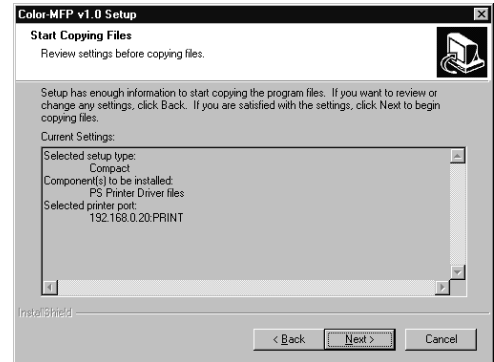 Color-MFP v1.0 Setup
Start Copying Files
Review settings before copying files.
Setup has enough information to start copying the program files. If you want to review or
change any settings, click Back. If you are satisfied with the settings, click Next to begin
copying files.
Current Settings:
Selected setup type:
Compact
Component(s) to be installed:
PS Printer Driver files
Selected printer port:
192.168.0.20:PRINT
InstallShield
< Back
Next >
Cancel